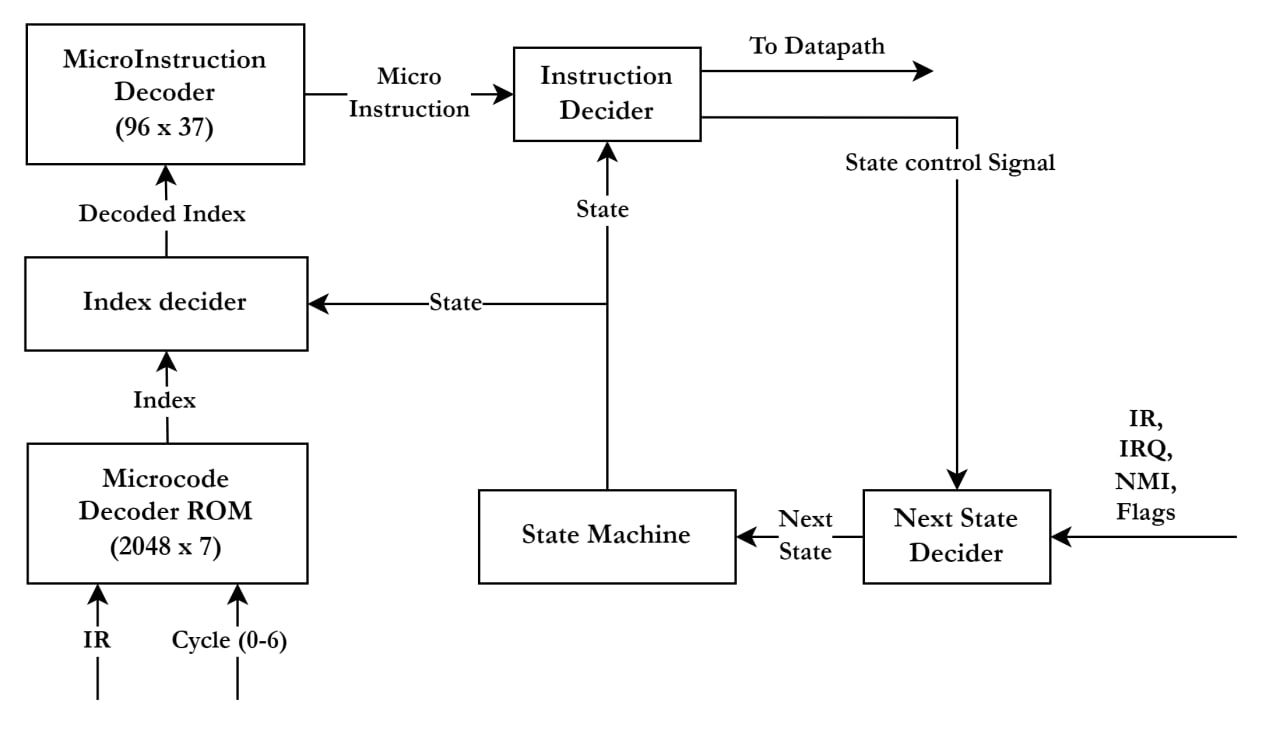 MicroInstruction
Decoder
(96 x 37)
Micro
Instruction
Instruction
Decider
To Datapath
State control Signal
Decoded Index
State
Index decider
State
Index
Microcode
Decoder ROM
(2048 x 7)
State Machine
Next
State
Next State
Decider
IR,
IRQ,
NMI,
Flags
IR
Cycle (0-6)